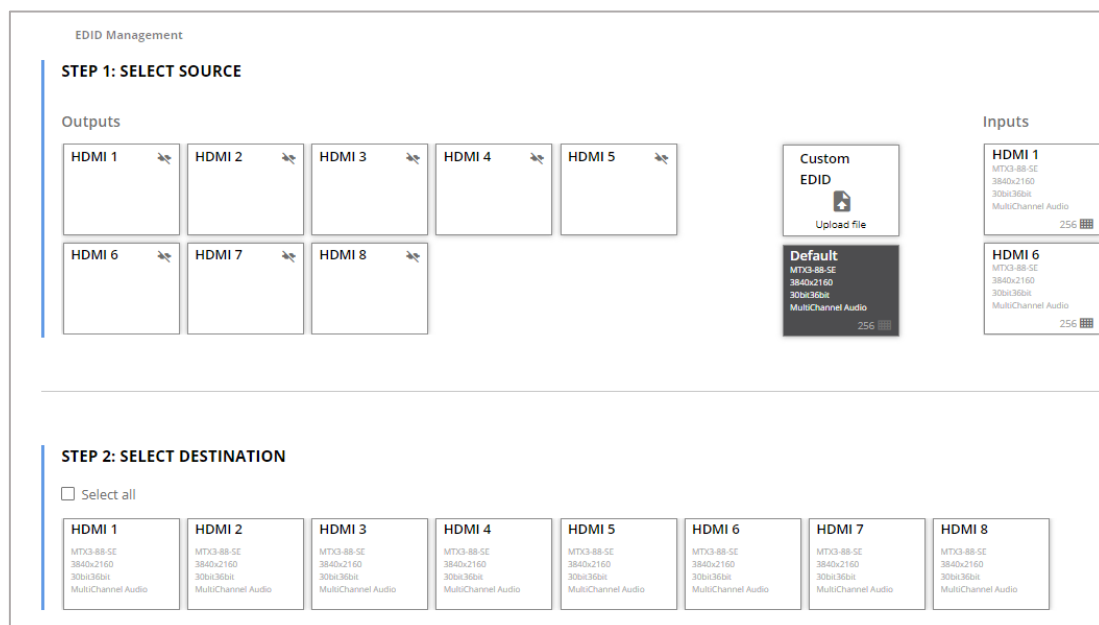 EDID Management
STEP 1: SELECT SOURCE
Outputs
Inputs
HDMI 1
HDMI 2
HDMI 3
HDMI 4
HDMI 5
Custom
EDID
Upload file
HDMI 1
MTX3-88-SE
3840x2160
30bit36bit
MultiChannel Audio
256
HDMI 6
HDMI 7
HDMI 8
Default
MTX3-88-SE
3840x2160
30bit36bit
MultiChannel Audio
256
HDMI 6
MTX3-88-SE
3840x2160
30bit36bit
MultiChannel Audio
256
STEP 2: SELECT DESTINATION
Select all
HDMI 1
MTX3-88-SE
3840x2160
30bit36bit
MultiChannel Audio
HDMI 2
MTX3-88-SE
3840x2160
30bit36bit
MultiChannel Audio
HDMI 3
MTX3-88-SE
3840x2160
30bit36bit
MultiChannel Audio
HDMI 4
MTX3-88-SE
3840x2160
30bit36bit
MultiChannel Audio
HDMI 5
MTX3-88-SE
3840x2160
30bit36bit
MultiChannel Audio
HDMI 6
MTX3-88-SE
3840x2160
30bit36bit
MultiChannel Audio
HDMI 7
MTX3-88-SE
3840x2160
30bit36bit
MultiChannel Audio
HDMI 8
MTX3-88-SE
3840x2160
30bit36bit
MultiChannel Audio